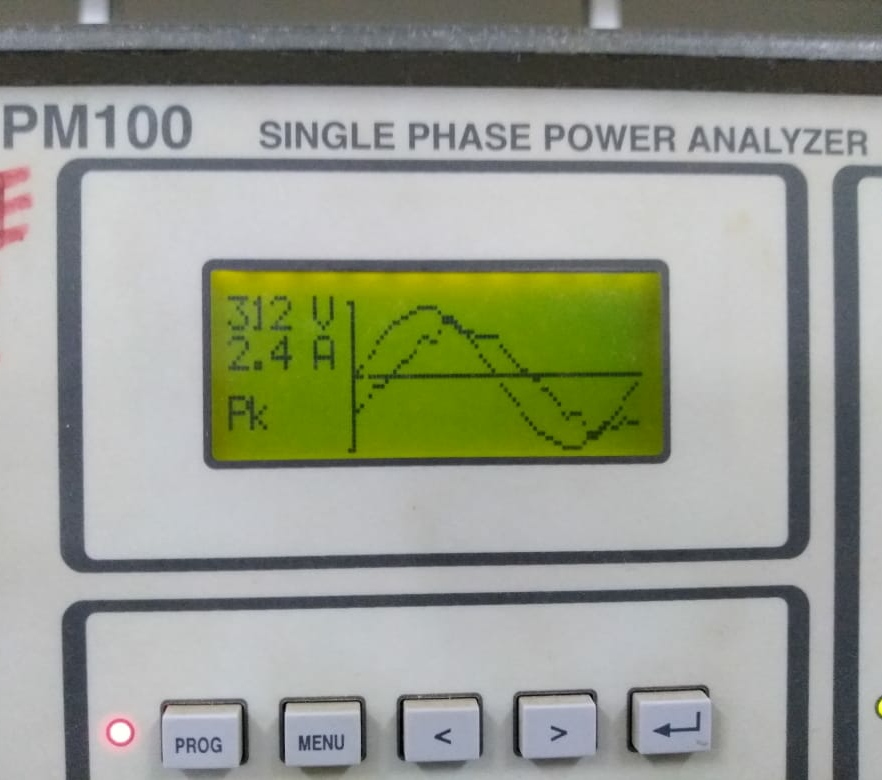 PM100 SINGLE PHASE POWER ANALYZER
312 V
2.4 A
Pk
PROG MENU < >